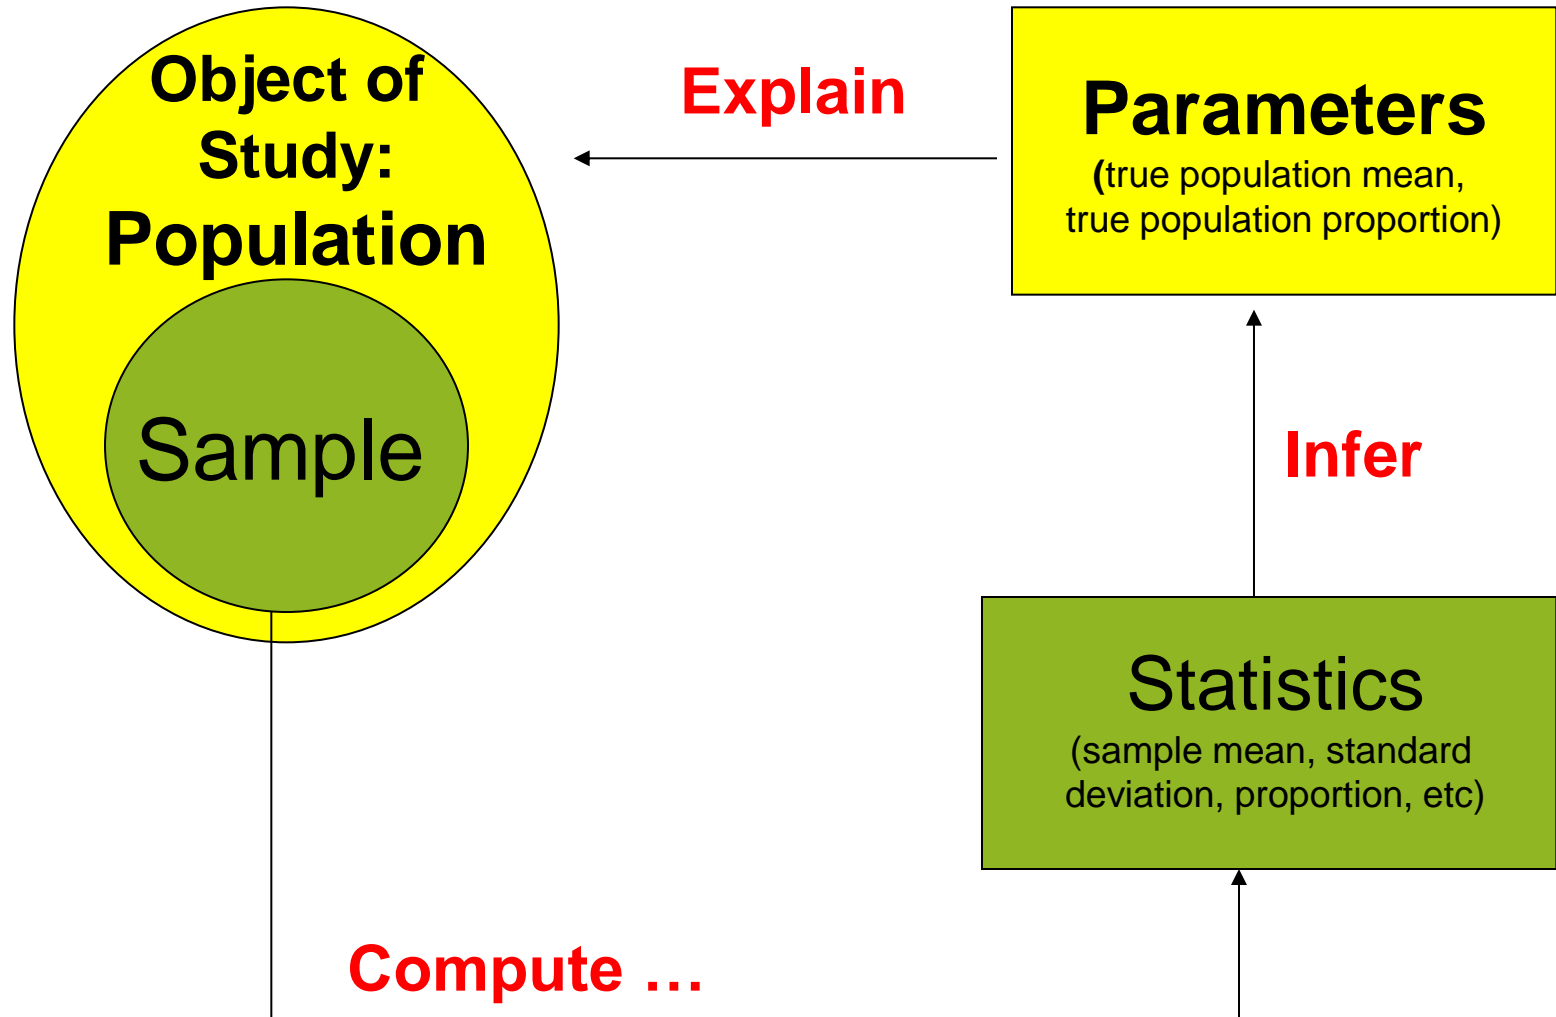 Object of
Study:
Population
Sample
Explain
Parameters
(true population mean,
true population proportion)
Infer
Statistics
(sample mean, standard
deviation, proportion, etc)
Compute …